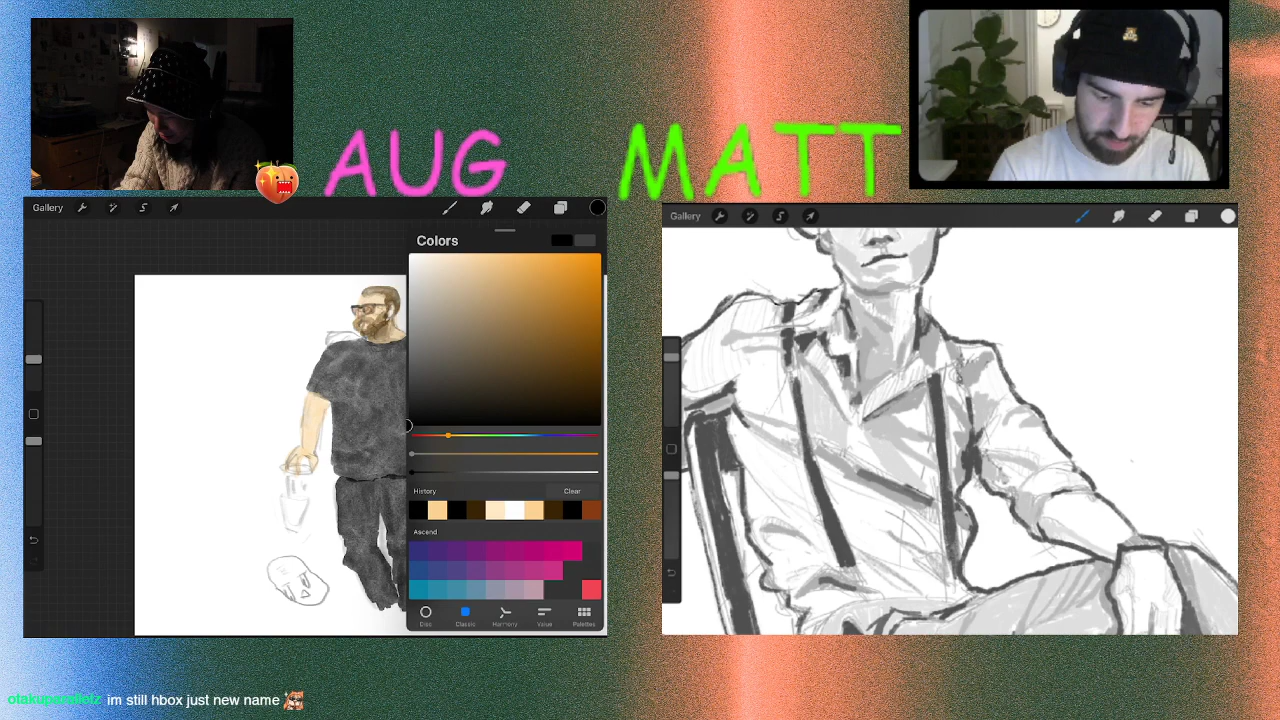 AUG
MATT
Gallery
Colors
History
Clear
Ascend
Disc
Classic
Harmony
Value
Palettes
Gallery
im still hbox just new name